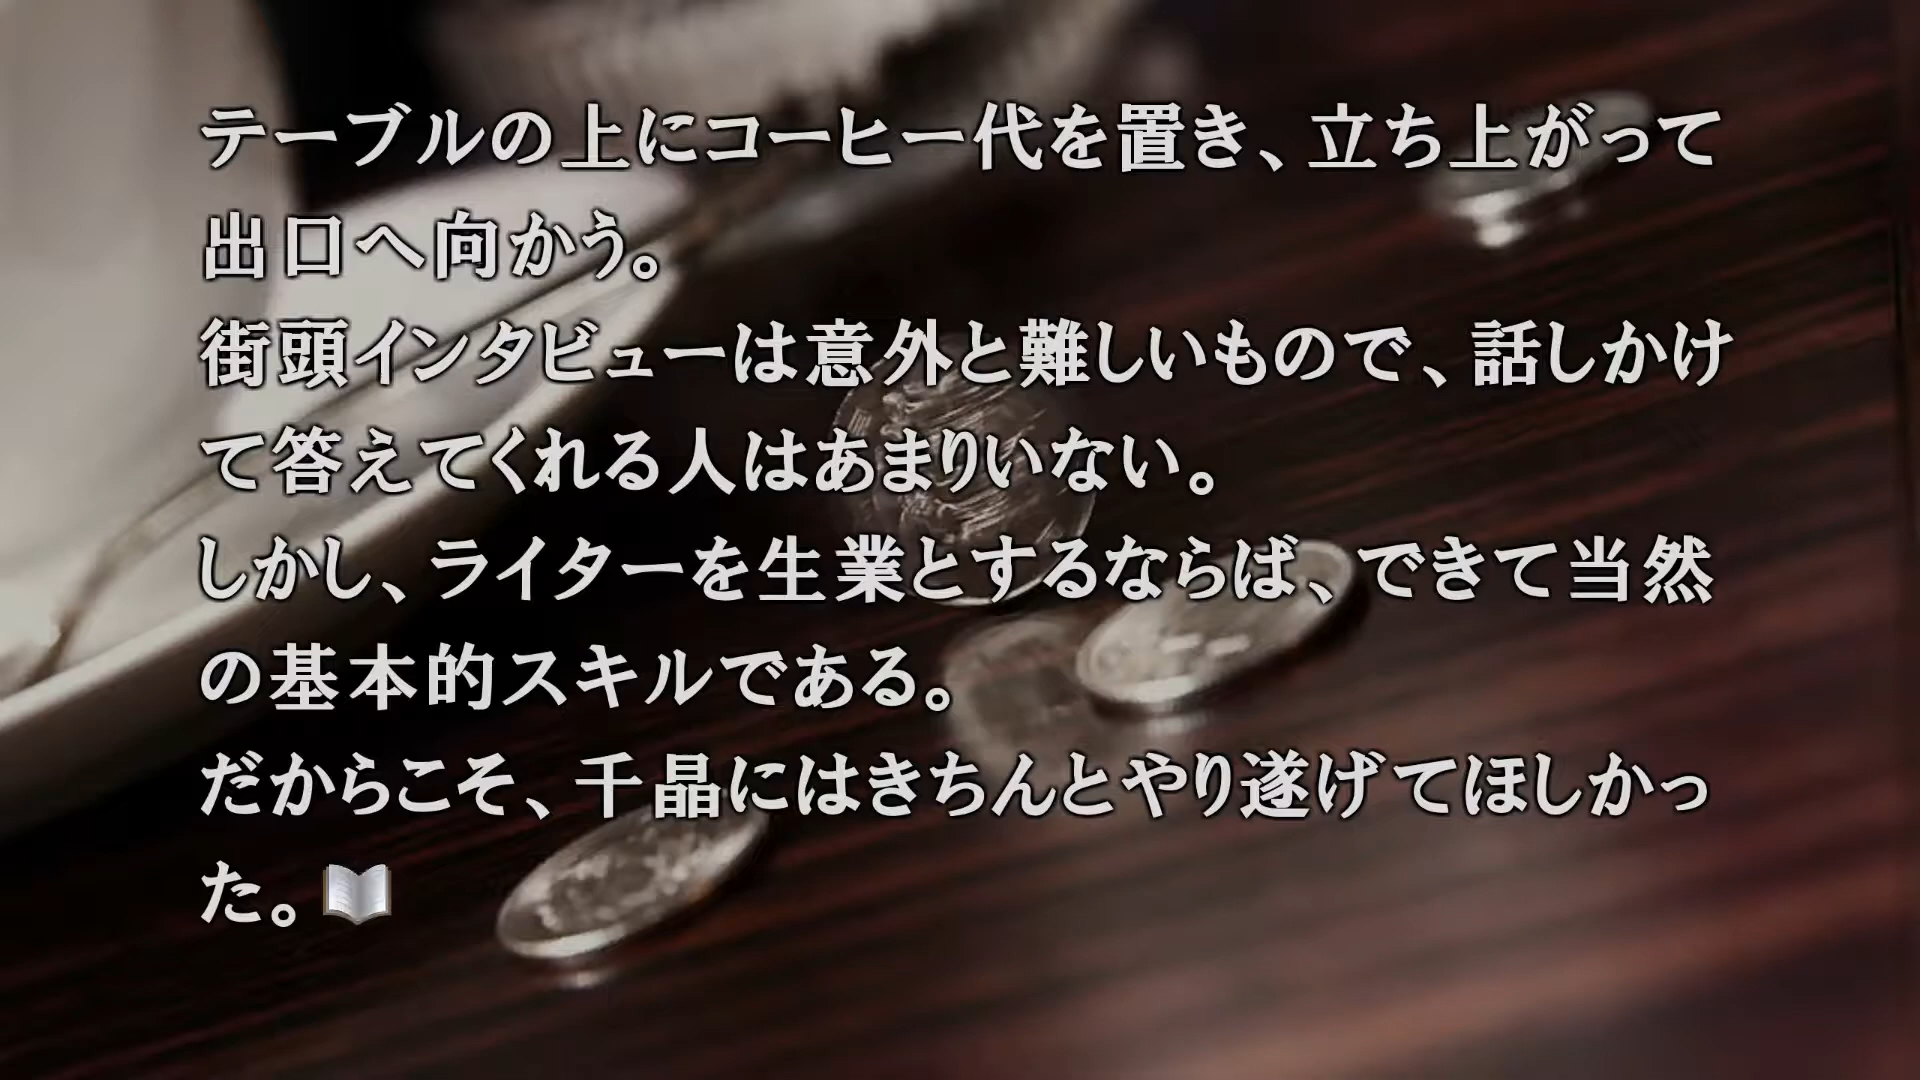 テーブルの上にコーヒー代を置き、立ち上がって
出口へ向かう。
街頭インタビューは意外と難しいもので、話しかけ
て答えてくれる人はあまりいない。
しかし、ライターを生業とするならば、できて当然
の基本的スキルである。
だからこそ、千晶にはきちんとやり遂げてほしかっ
た。